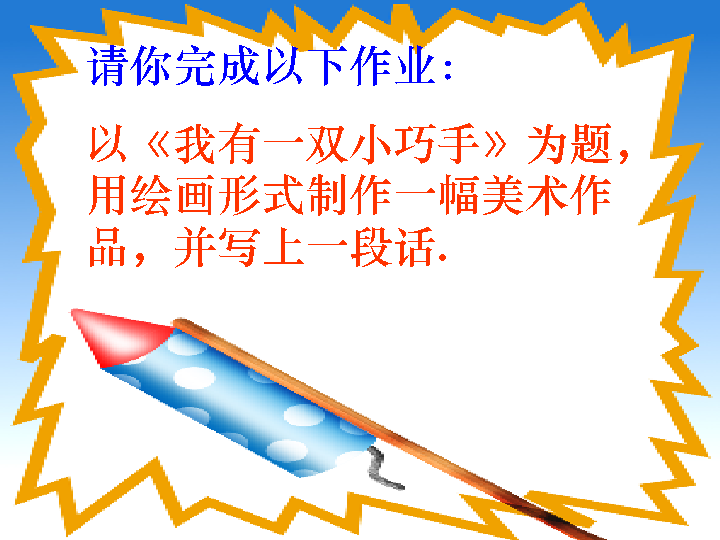 请你完成以下作业：
以《我有一双小巧手》为题，
用绘画形式制作一幅美术作
品，并写上一段话.